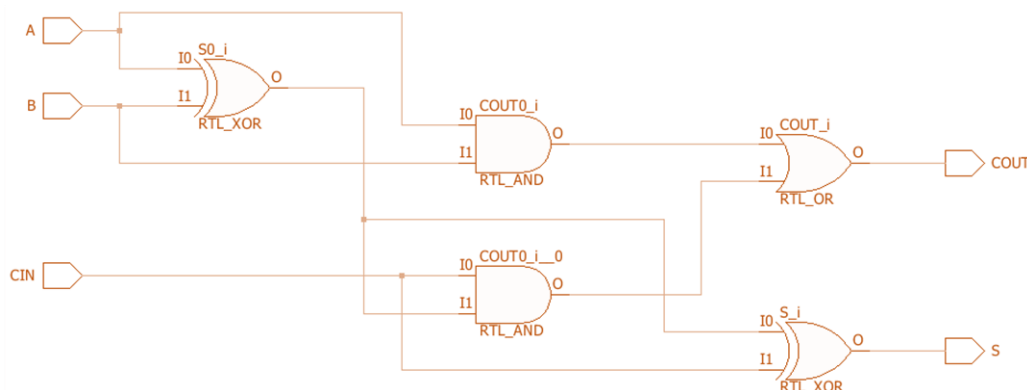 A
S0_i
I0
O
I1
B
RTL_XOR
COUT0_i
I0
O
I1
RTL_AND
COUT_i
I0
O
I1
COUT
RTL_OR
CIN
COUT0_i__0
I0
O
I1
RTL_AND
S_i
I0
O
I1
S
RTL_XOR